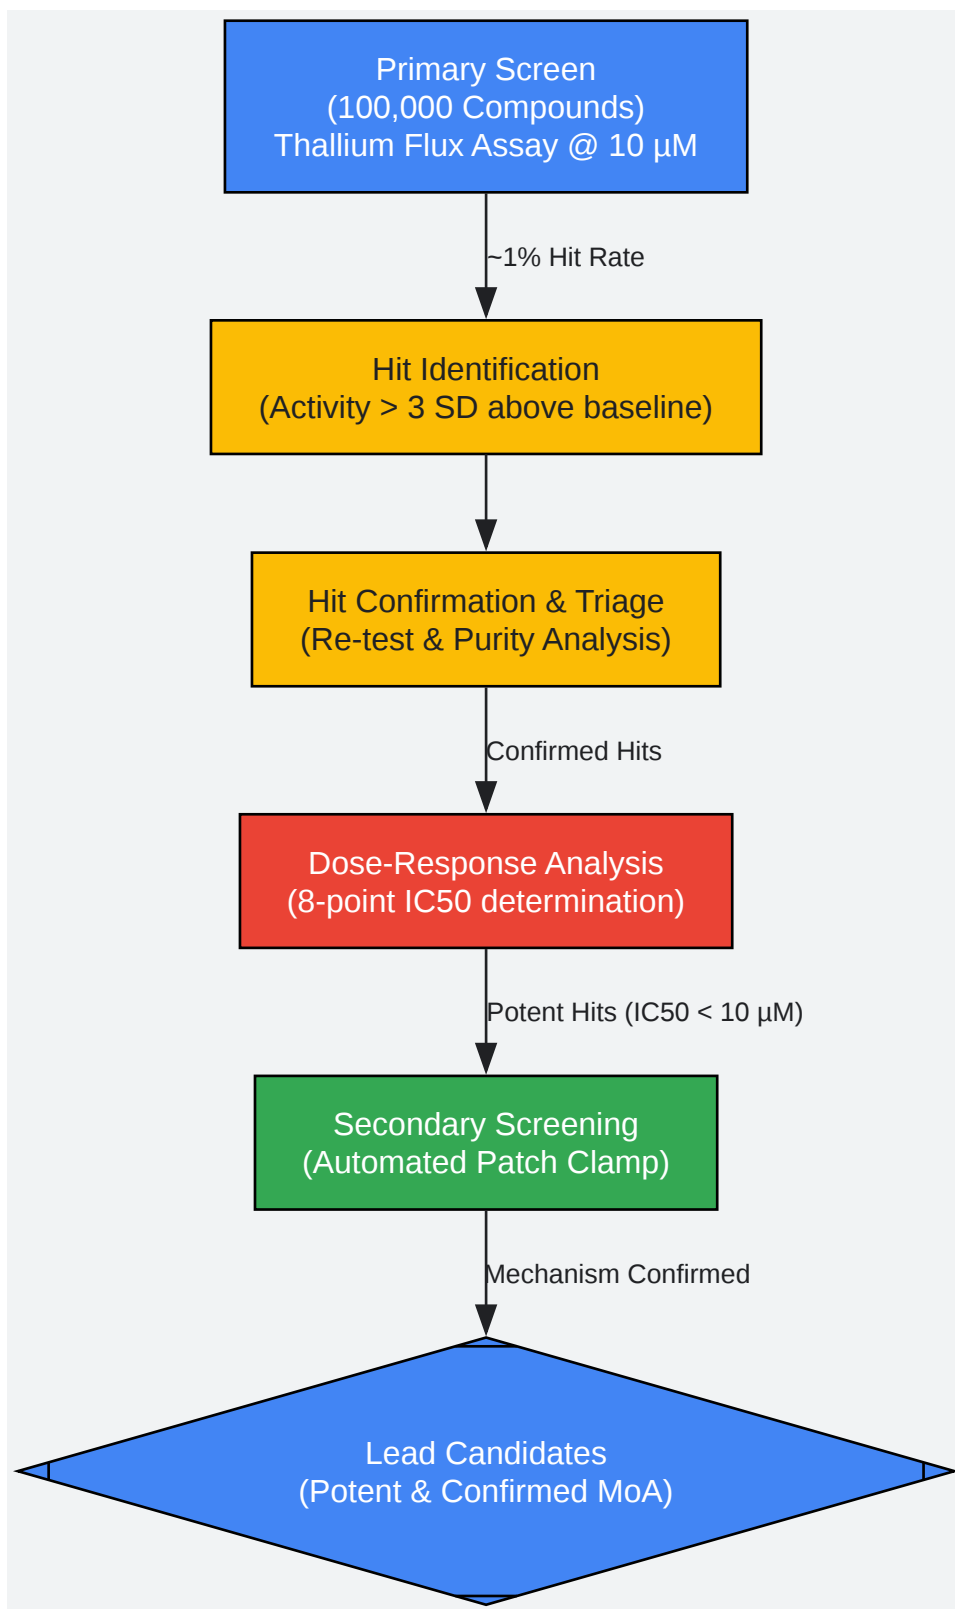 Primary Screen
(100,000 Compounds)
Thallium Flux Assay @ 10 µM
~1% Hit Rate
Hit Identification
(Activity > 3 SD above baseline)
Hit Confirmation & Triage
(Re-test & Purity Analysis)
Confirmed Hits
Dose-Response Analysis
(8-point IC50 determination)
Potent Hits (IC50 < 10 µM)
Secondary Screening
(Automated Patch Clamp)
Mechanism Confirmed
Lead Candidates
(Potent & Confirmed MoA)